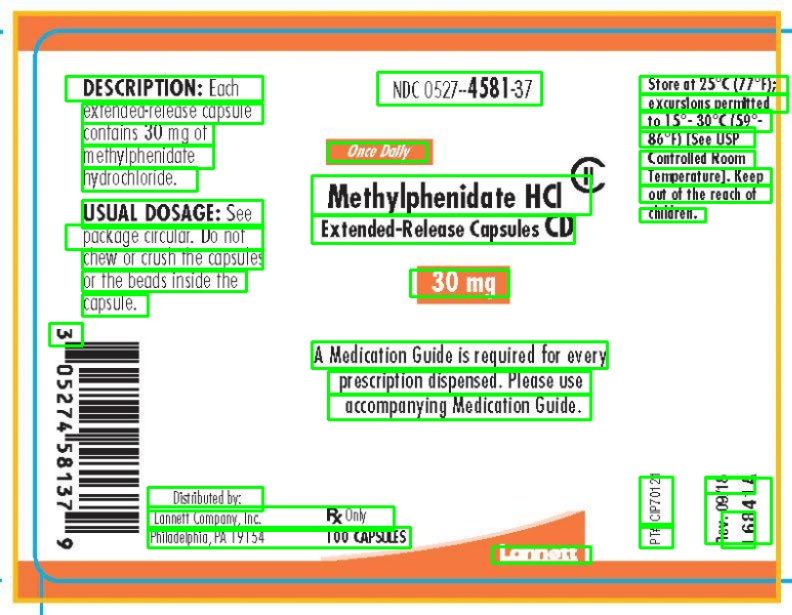 DESCRIPTION: Each
extended-release capsule
contains 30 mg of
methylphenidate
hydrochloride.
USUAL DOSAGE: See
package circular. Do not
chew or crush the capsules
or the beads inside the
capsule.
3 05274 58137 9
Distributed by:
Lannett Company, Inc.
Philadelphia, PA 19154
NDC 0527-4581-37
Once Daily
Methylphenidate HCl
CII
Extended-Release Capsules CD
30 mg
A Medication Guide is required for every
prescription dispensed. Please use
accompanying Medication Guide.
Rx Only
100 CAPSULES
Lannett
Store at 25°C (77°F);
excursions permitted
to 15°- 30°C (59°-
86°F) [See USP
Controlled Room
Temperature]. Keep
out of the reach of
children.
PT# CIP70121
Rev. 09/18